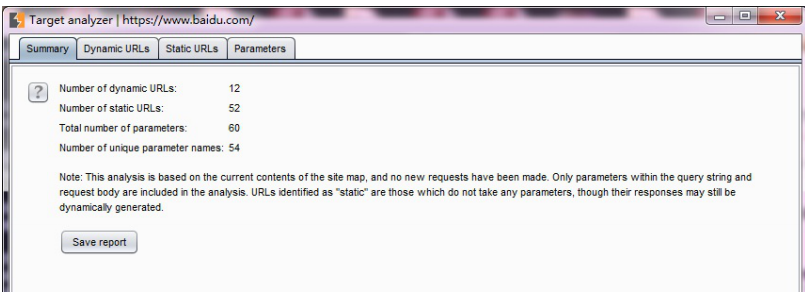 Target analyzer | https://www.baidu.com/
Summary Dynamic URLs Static URLs Parameters
?
Number of dynamic URLs: 12
Number of static URLs: 52
Total number of parameters: 60
Number of unique parameter names: 54
Note: This analysis is based on the current contents of the site map, and no new requests have been made. Only parameters within the query string and
request body are included in the analysis. URLs identified as "static" are those which do not take any parameters, though their responses may still be
dynamically generated.
Save report